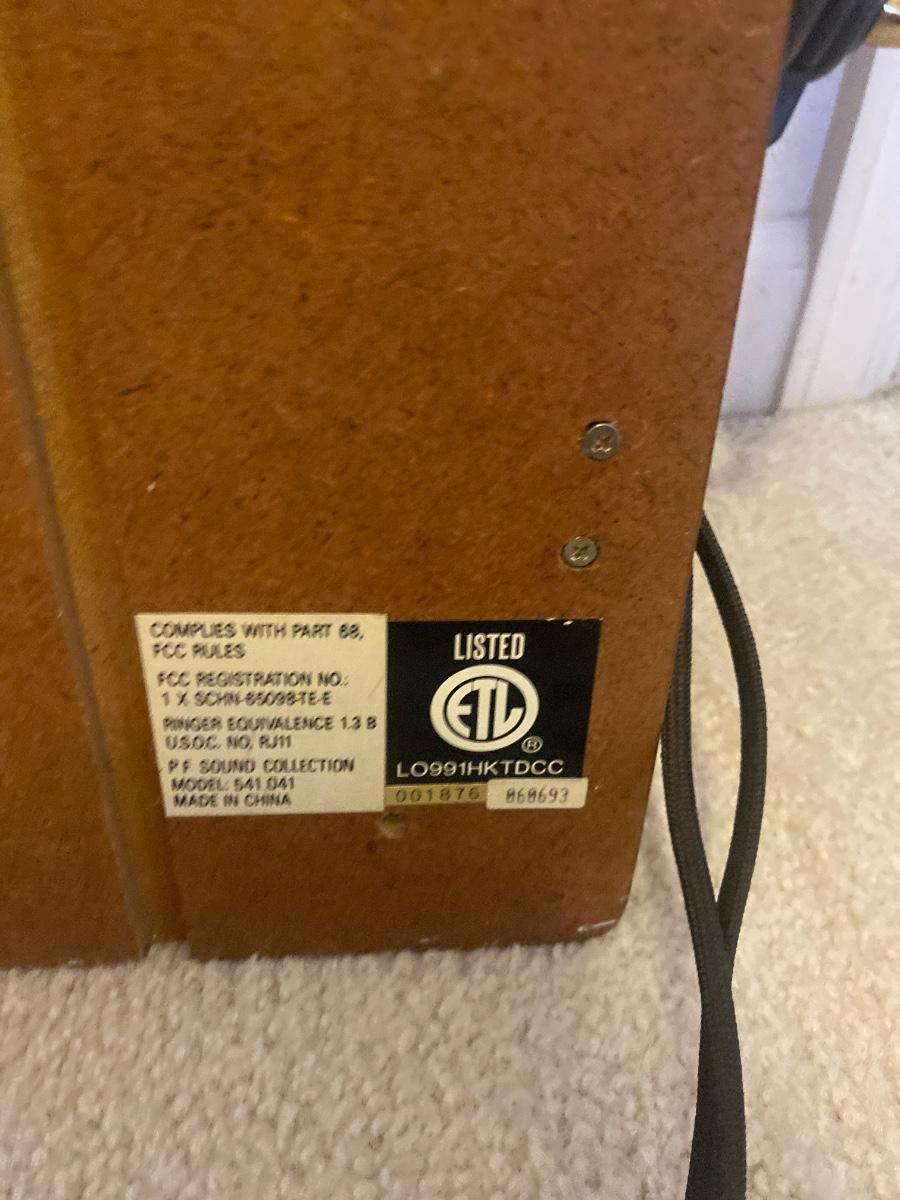 COMPLIES WITH PART 68,
FCC RULES
FCC REGISTRATION NO.:
1 X SCHN-65098-TE-E
RINGER EQUIVALENCE 1.3 B
U.S.O.C. NO, RJ11
P F SOUND COLLECTION
MODEL: 541.041
MADE IN CHINA
LISTED
ETL
®
LO991HKTDCC
001876
060693